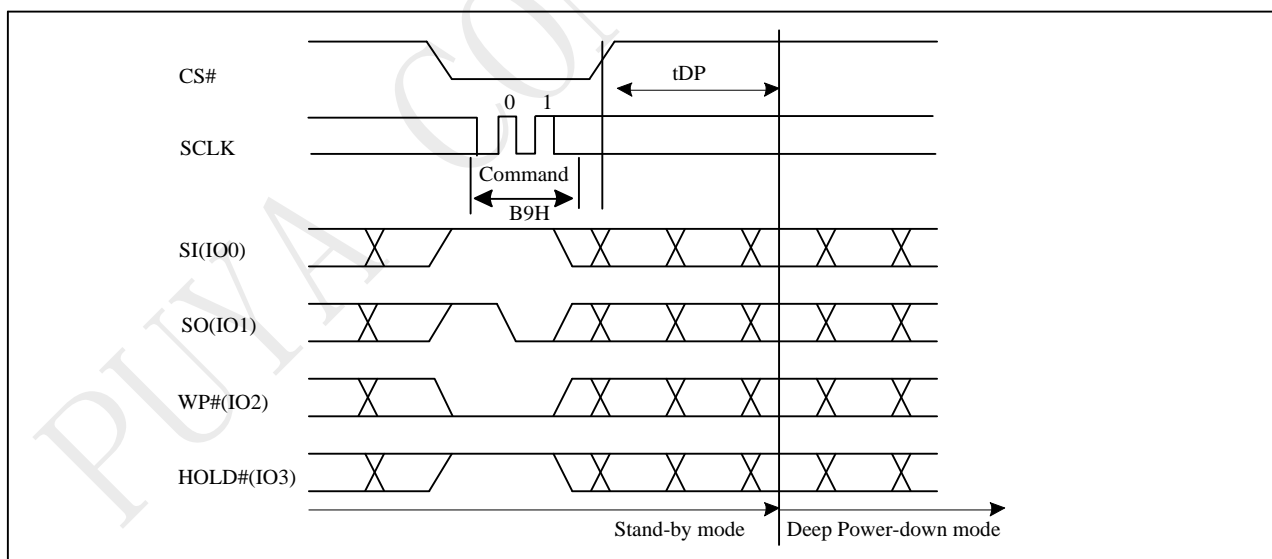 CS#
tDP
0 1
SCLK
Command
B9H
SI(IO0)
SO(IO1)
WP#(IO2)
HOLD#(IO3)
Stand-by mode Deep Power-down mode
PUYA